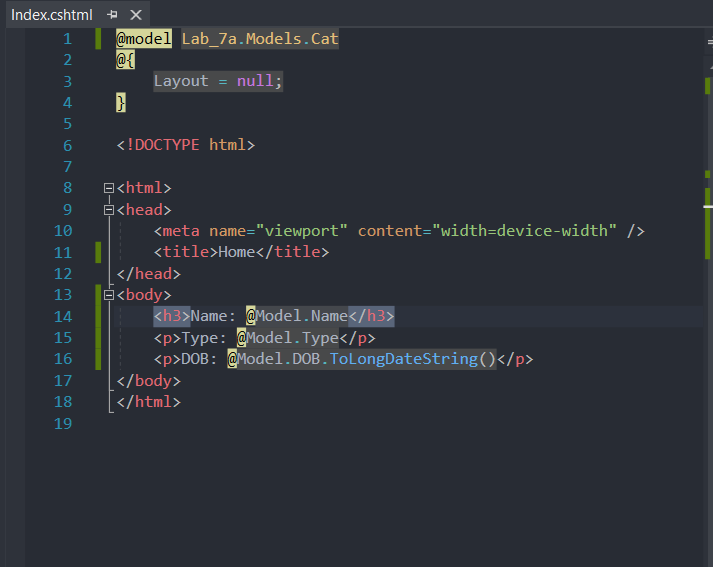 Index.cshtml
1 @model Lab_7a.Models.Cat
2 @{
3 Layout = null;
4 }
5
6 <!DOCTYPE html>
7
8 <html>
9 <head>
10 <meta name="viewport" content="width=device-width" />
11 <title>Home</title>
12 </head>
13 <body>
14 <h3>Name: @Model.Name</h3>
15 <p>Type: @Model.Type</p>
16 <p>DOB: @Model.DOB.ToLongDateString()</p>
17 </body>
18 </html>
19